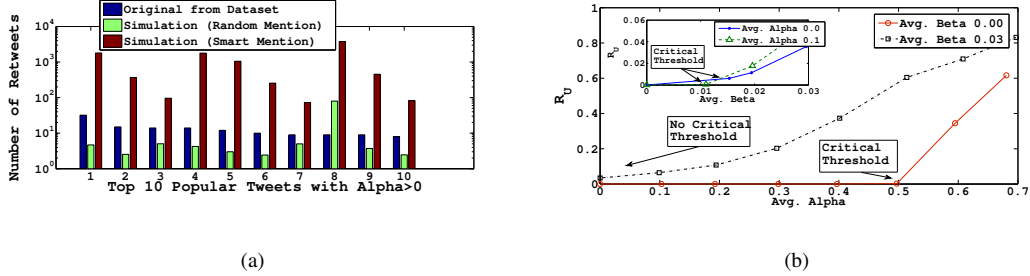 Original from Dataset
Simulation (Random Mention)
Simulation (Smart Mention)
Number of Retweets
10^4
10^3
10^2
10^1
10^0
1 2 3 4 5 6 7 8 9 10
Top 10 Popular Tweets with Alpha>0
(a)
Avg. Beta 0.00
Avg. Beta 0.03
R_U
1
0.8
0.6
0.4
0.2
0
0 0.1 0.2 0.3 0.4 0.5 0.6 0.7
Avg. Alpha
No Critical
Threshold
Critical
Threshold
Avg. Alpha 0.0
Avg. Alpha 0.1
R_U
0.06
0.04
0.02
0.00
0.00 0.01 0.02 0.03
Avg. Beta
Critical
Threshold
(b)